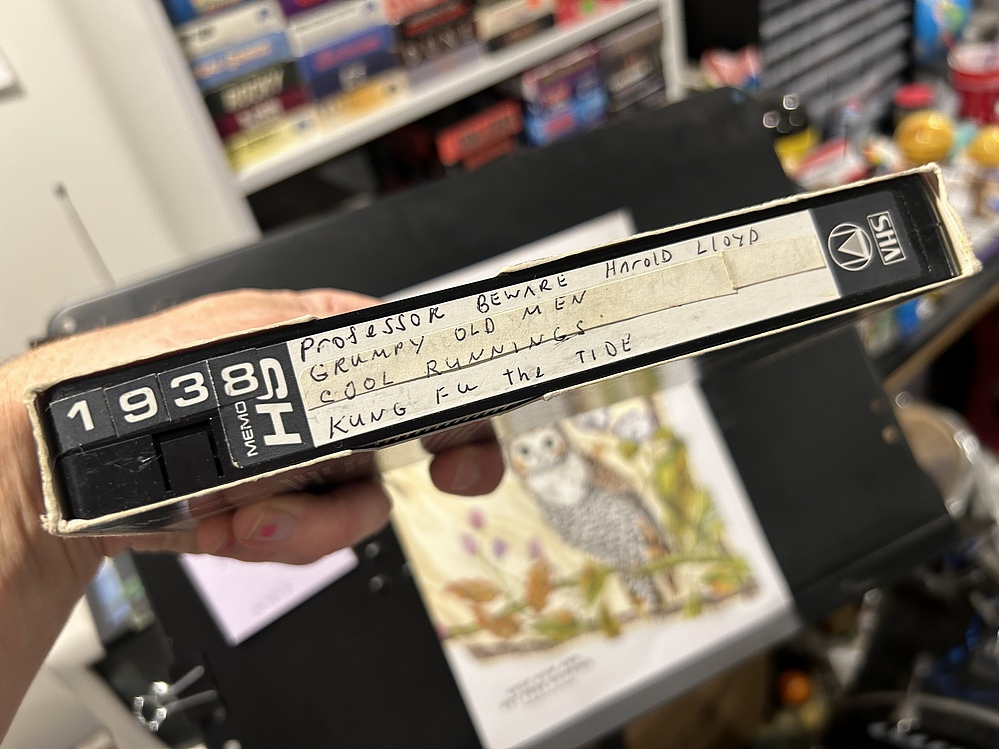 Professor BEWARE Harold LLOYD
GRUMPY OLD MEN
COOL RUNNINGS.
KUNG Fu the TIDE
1938
MEMO
HS
VHS